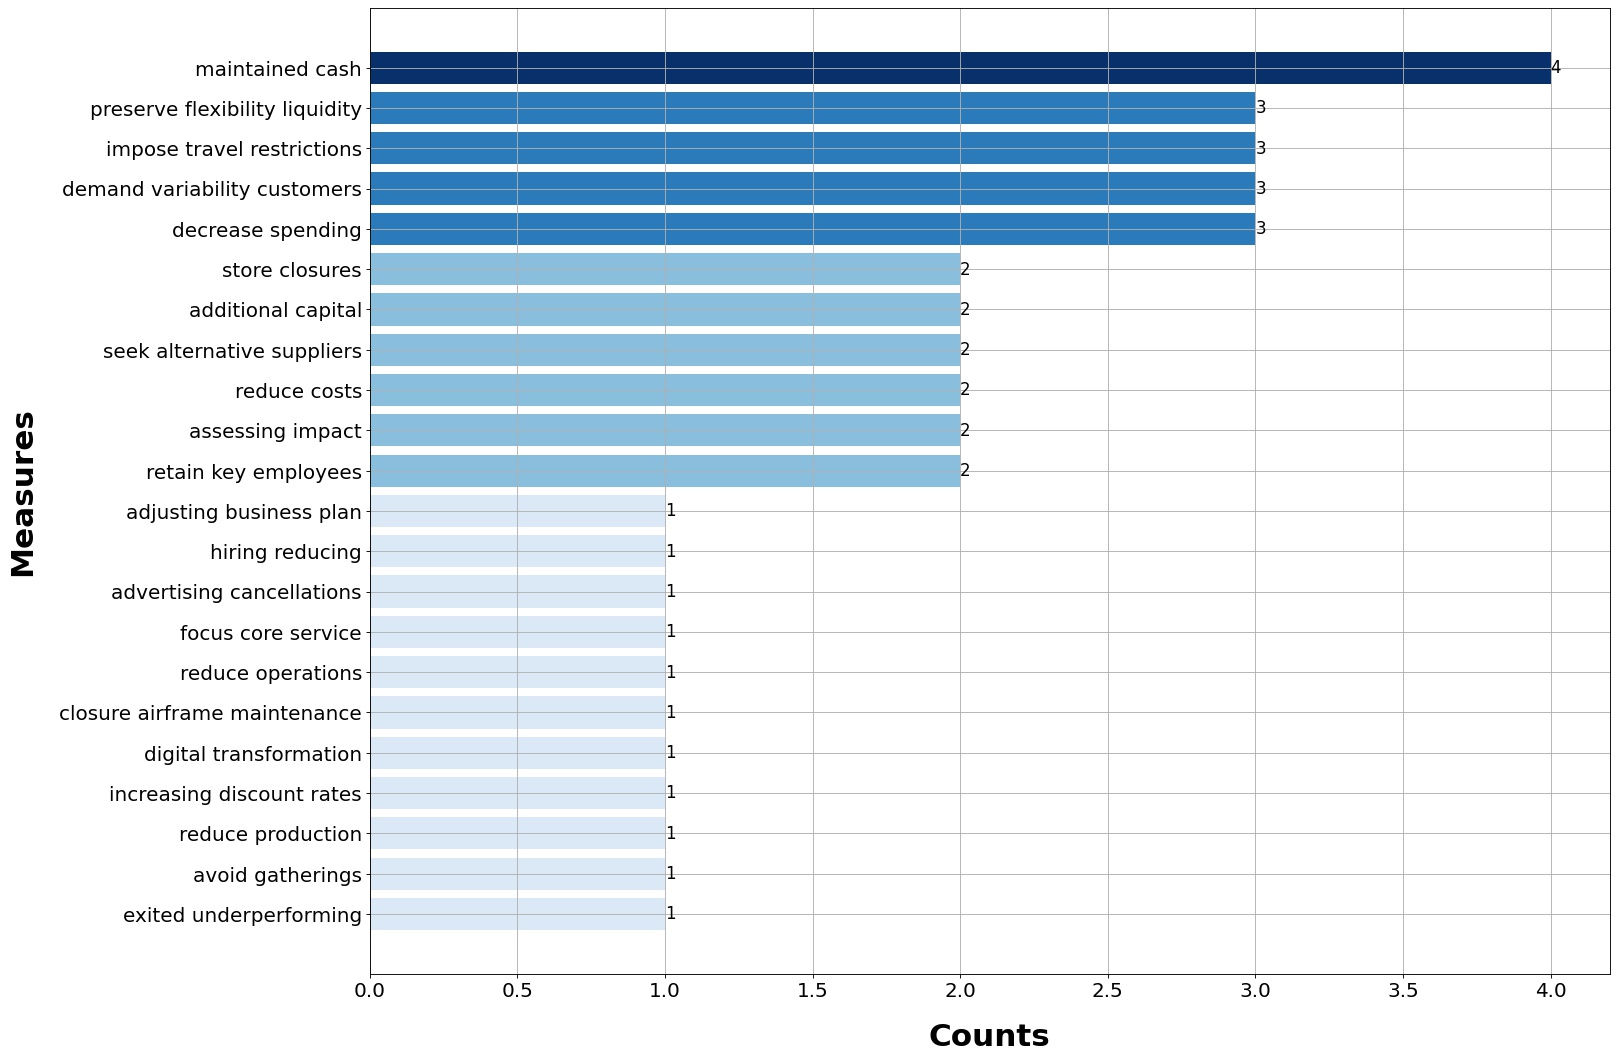 maintained cash 4
preserve flexibility liquidity 3
impose travel restrictions 3
demand variability customers 3
decrease spending 3
store closures 2
additional capital 2
seek alternative suppliers 2
reduce costs 2
assessing impact 2
retain key employees 2
adjusting business plan 1
hiring reducing 1
advertising cancellations 1
focus core service 1
reduce operations 1
closure airframe maintenance 1
digital transformation 1
increasing discount rates 1
reduce production 1
avoid gatherings 1
exited underperforming 1
Measures
0.0 0.5 1.0 1.5 2.0 2.5 3.0 3.5 4.0
Counts